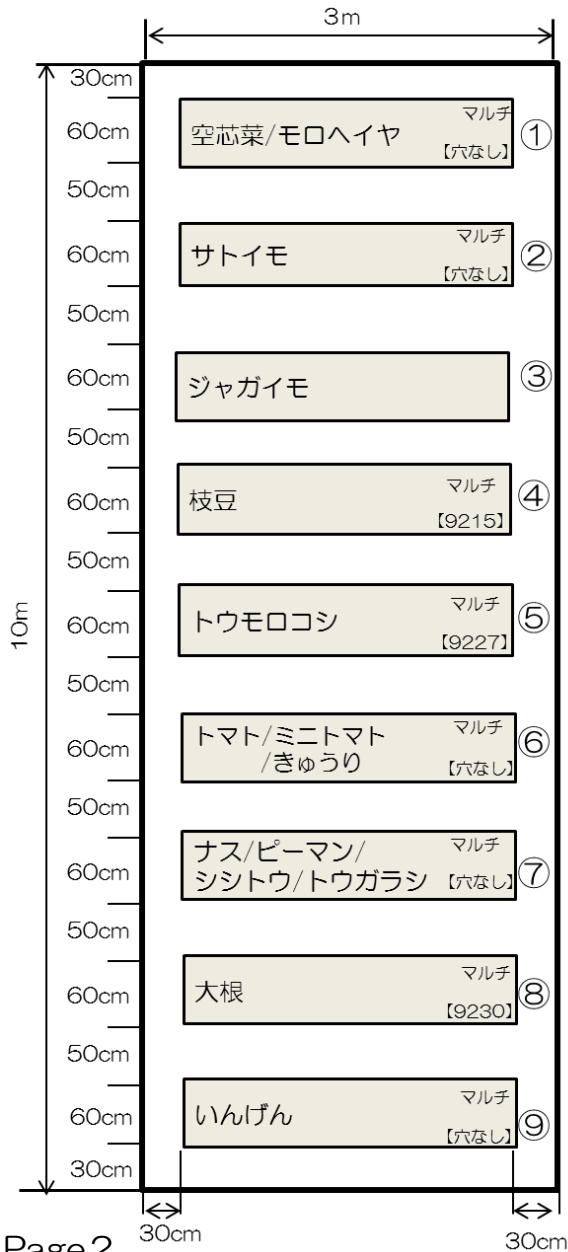 3m
30cm
60cm
空芯菜/モロヘイヤ
マルチ
【穴なし】
①
50cm
60cm
サトイモ
マルチ
【穴なし】
②
50cm
60cm
ジャガイモ
③
50cm
60cm
枝豆
マルチ
【9215】
④
50cm
10m
60cm
トウモロコシ
マルチ
【9227】
⑤
50cm
60cm
トマト/ミニトマト
/きゅうり
マルチ
【穴なし】
⑥
50cm
60cm
ナス/ピーマン/
シシトウ/トウガラシ
マルチ
【穴なし】
⑦
50cm
60cm
大根
マルチ
【9230】
⑧
50cm
60cm
いんげん
マルチ
【穴なし】
⑨
30cm
30cm
30cm
Page2